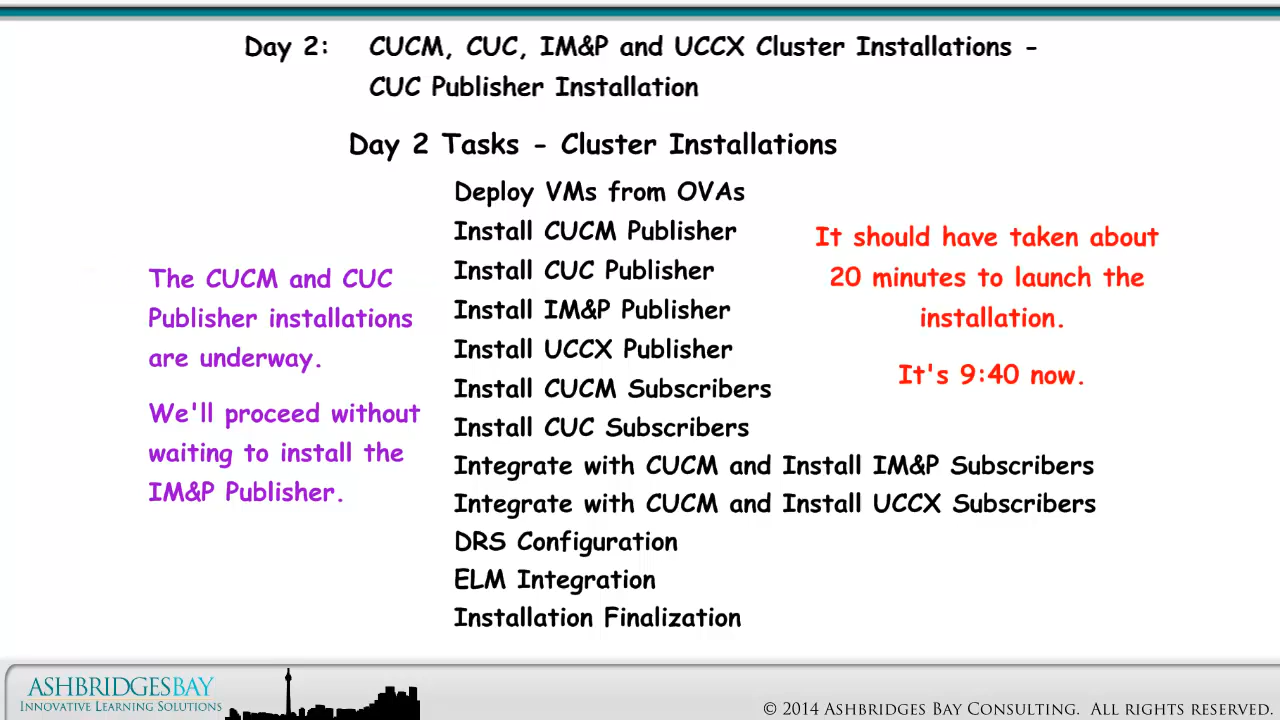 Day 2: CUCM, CUC, IM&P and UCCX Cluster Installations -
CUC Publisher Installation
Day 2 Tasks - Cluster Installations
Deploy VMs from OVAs
Install CUCM Publisher
Install CUC Publisher
Install IM&P Publisher
Install UCCX Publisher
Install CUCM Subscribers
Install CUC Subscribers
Integrate with CUCM and Install IM&P Subscribers
Integrate with CUCM and Install UCCX Subscribers
DRS Configuration
ELM Integration
Installation Finalization
The CUCM and CUC
Publisher installations
are underway.
We'll proceed without
waiting to install the
IM&P Publisher.
It should have taken about
20 minutes to launch the
installation.
It's 9:40 now.
ASHBRIDGESBAY
INNOVATIVE LEARNING SOLUTIONS
© 2014 ASHBRIDGES BAY CONSULTING. ALL RIGHTS RESERVED.